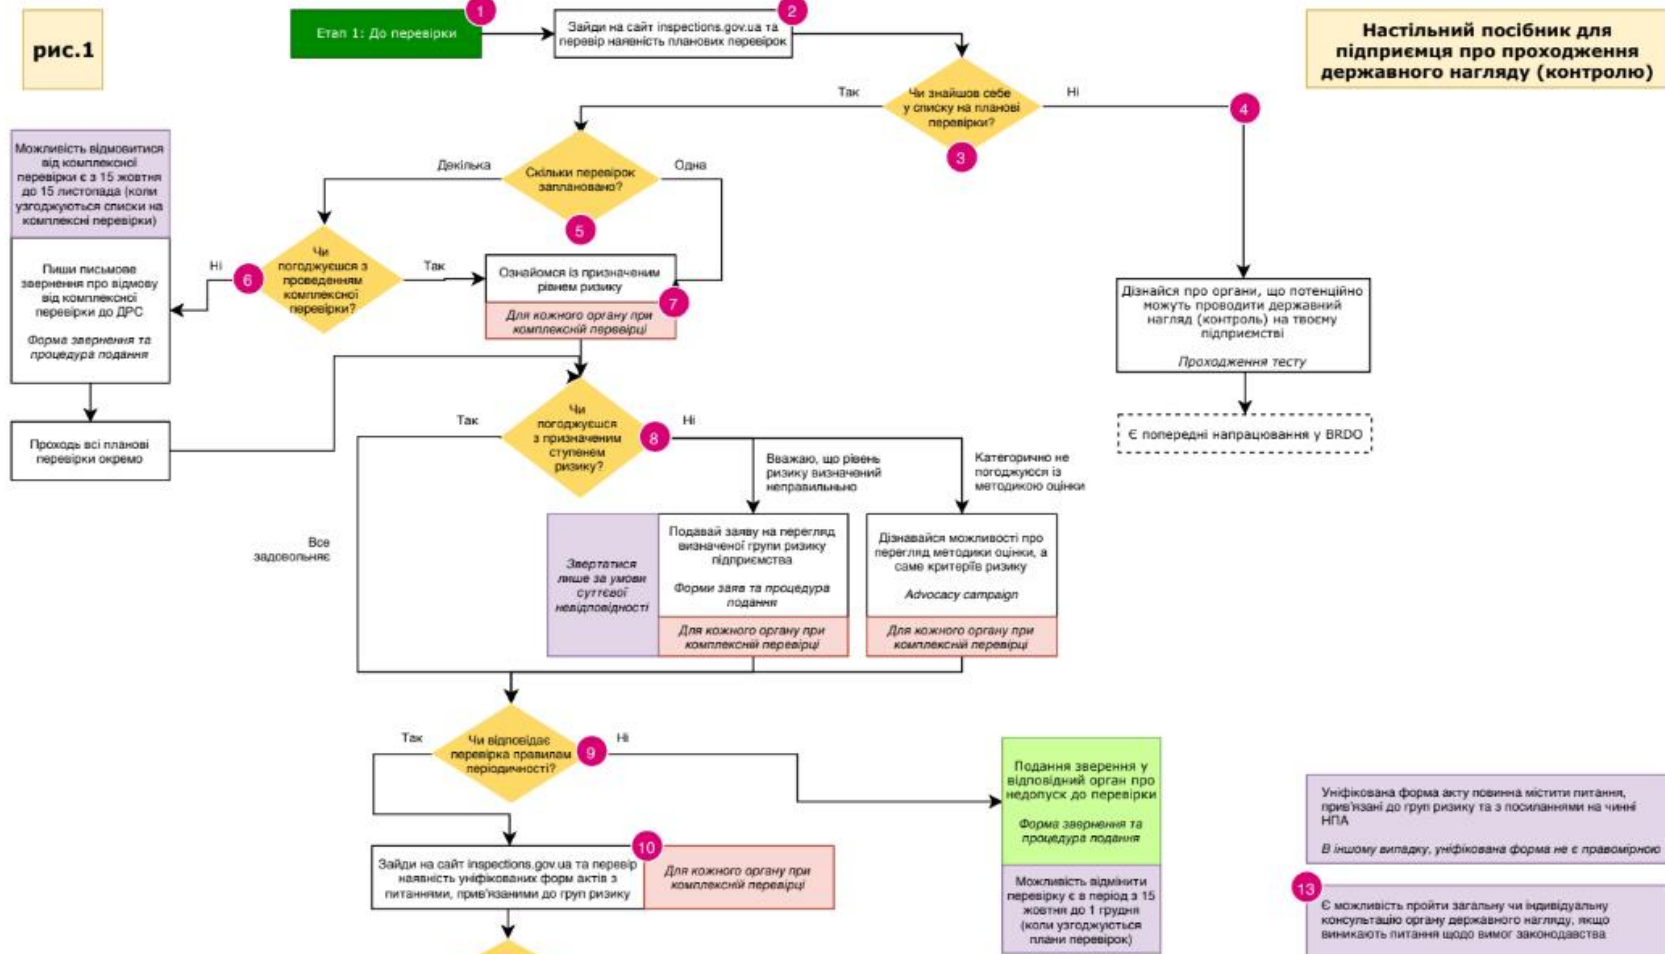 рис.1
Етап 1: До перевірки
1
Зайди на сайт inspections.gov.ua та
перевір наявність планових перевірок
2
Настільний посібник для
підприємця про проходження
державного нагляду (контролю)
Чи знайшов себе
у списку на планові
перевірки?
3
Так
Ні
4
Можливість відмовитися
від комплексної
перевірки є з 15 жовтня
до 15 листопада (коли
узгоджуються списки на
комплексні перевірки)
Декілька
Скільки перевірок
заплановано?
Одна
5
Пиши письмове
звернення про відмову
від комплексної
перевірки до ДРС
Форма звернення та
процедура подання
Ні
6
Чи
погоджуєшся з
проведенням
комплексної
перевірки?
Так
Ознайомся із призначеним
рівнем ризику
7
Для кожного органу при
комплексній перевірці
Дізнайся про органи, що потенційно
можуть проводити державний
нагляд (контроль) на твоєму
підприємстві
Проходження тесту
Є попередні напрацювання у BRDO
Проходь всі планові
перевірки окремо
Так
Чи
погоджуєшся
з призначеним
ступенем
ризику?
8
Ні
Вважаю, що рівень
ризику визначений
неправильньно
Категорично не
погоджуюся із
методикою оцінки
Все
задовольняє
Звертатися
лише за умови
суттєвої
невідповідності
Подавай заяву на перегляд
визначеної групи ризику
підприємства
Форми заяв та процедура
подання
Для кожного органу при
комплексній перевірці
Дізнавайся можливості про
перегляд методики оцінки, а
саме критеріїв ризику
Advocacy campaign
Для кожного органу при
комплексній перевірці
Так
Чи відповідає
перевірка правилам
періодичності?
9
Ні
Подання зверення у
відповідний орган про
недопуск до перевірки
Форма звернення та
процедура подання
Можливість відмінити
перевірку є в період з 15
жовтня до 1 грудня
(коли узгоджуються
плани перевірок)
Зайди на сайт inspections.gov.ua та перевір
наявність уніфікованих форм актів з
питаннями, прив'язаними до груп ризику
10
Для кожного органу при
комплексній перевірці
Уніфікована форма акту повинна містити питання,
прив'язані до груп ризику та з посиланнями на чинні
НПА
В іншому випадку, уніфікована форма не є правомірною
13
Є можливість пройти загальну чи індивідуальну
консультацію органу державного нагляду, якщо
виникають питання щодо вимог законодавства